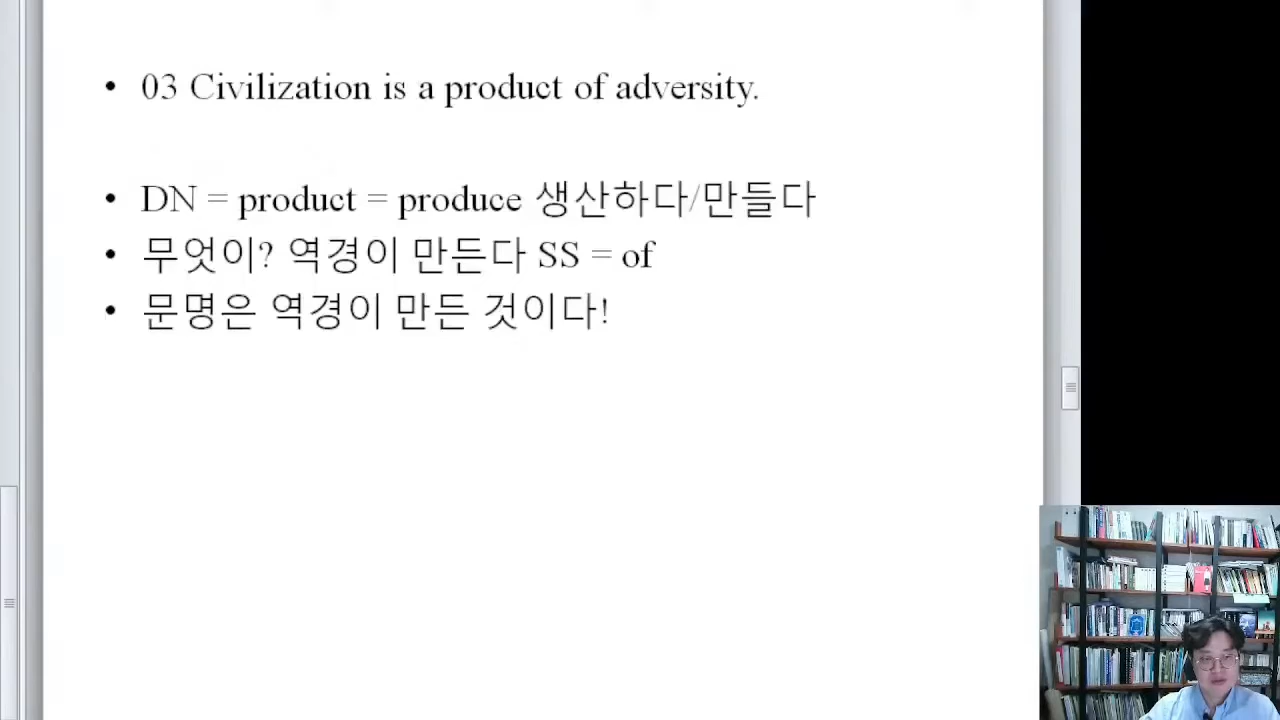 • 03 Civilization is a product of adversity.
• DN = product = produce 생산하다/만들다
• 무엇이? 역경이 만든다 SS = of
• 문명은 역경이 만든 것이다!